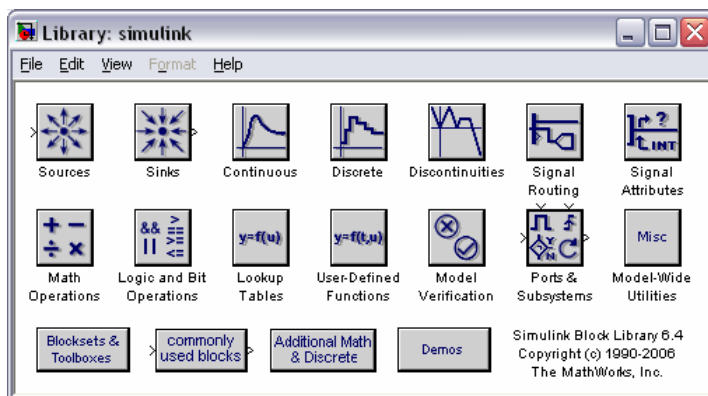 Library: simulink
File Edit View Format Help
Sources Sinks Continuous Discrete Discontinuities Signal Routing Signal Attributes
? INT
+ − ÷ × && || > == >= <= y=f(u) y=f(t,u) Y N Misc
Math Operations Logic and Bit Operations Lookup Tables User-Defined Functions Model Verification Ports & Subsystems Model-Wide Utilities
Blocksets & Toolboxes
commonly used blocks
Additional Math & Discrete
Demos
Simulink Block Library 6.4
Copyright (c) 1990-2006
The MathWorks, Inc.